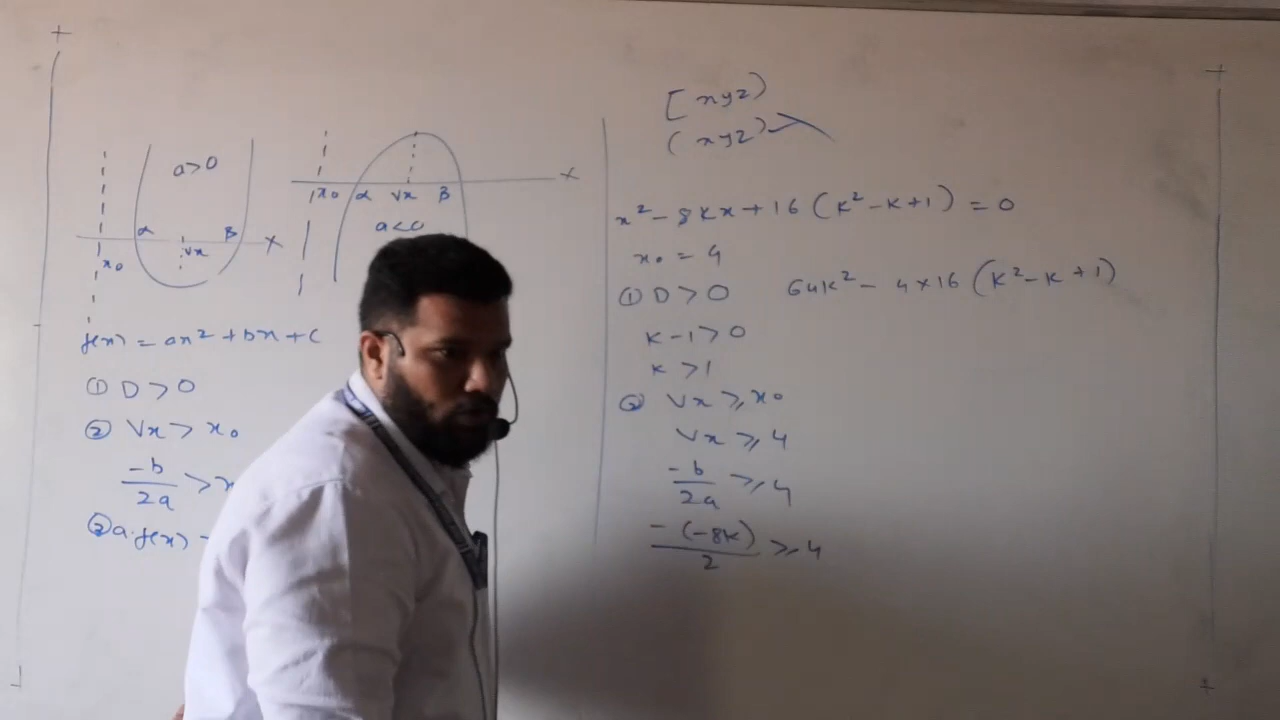 a>0
α β
x₀ Vx X
x₀ α Vx β X
a<0
f(x) = ax² + bx + c
① D > 0
② Vx > x₀
-b/2a >
③ a·f(x)
[xyz)
(xyz)
x² - 8Kx + 16 (K² - K + 1) = 0
x₀ = 4
① D > 0 64K² - 4×16 (K² - K + 1)
K - 1 > 0
K > 1
② Vx ⩾ x₀
Vx ⩾ 4
-b/2a ⩾ 4
-(-8K)/2 ⩾ 4